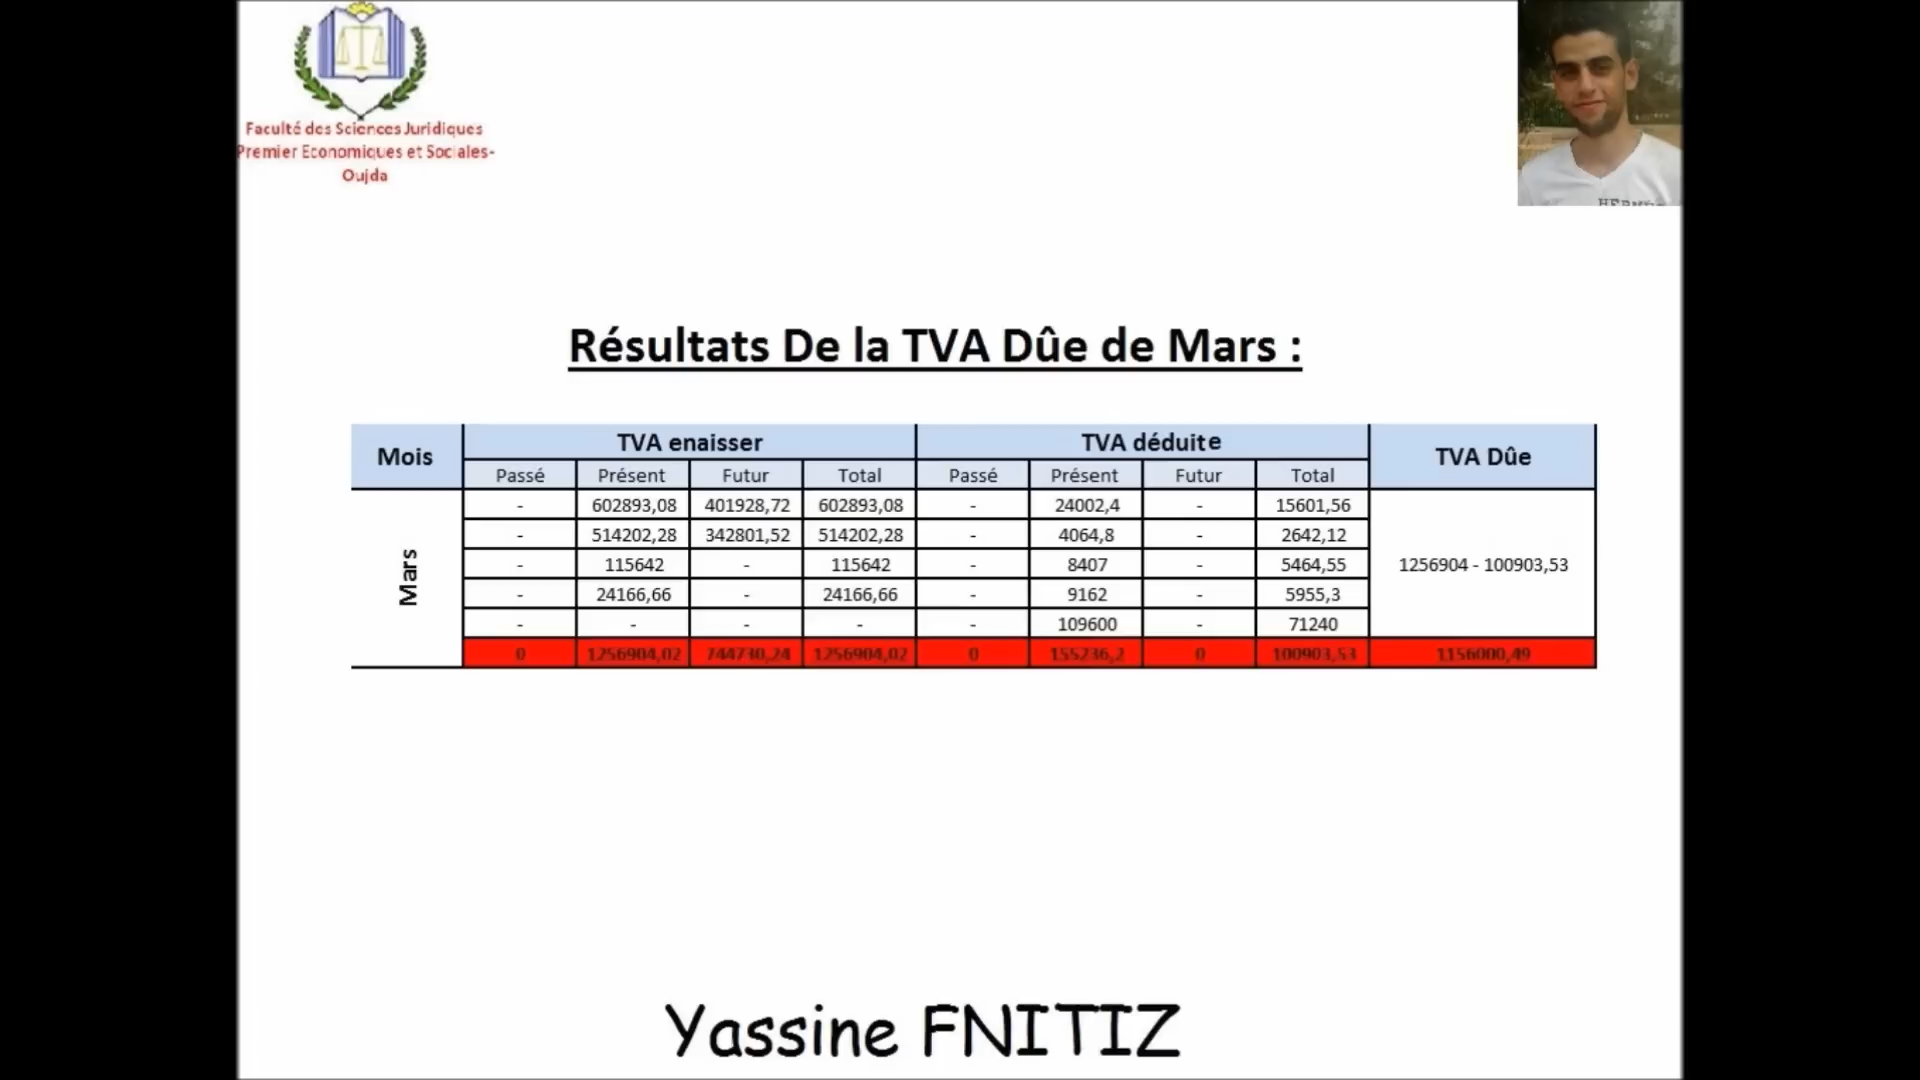 Faculté des Sciences Juridiques
Premier Economiques et Sociales-
Oujda
Résultats De la TVA Dûe de Mars :
Mois TVA enaisser TVA déduite TVA Dûe
Passé Présent Futur Total Passé Présent Futur Total
- 602893,08 401928,72 602893,08 - 24002,4 - 15601,56
- 514202,28 342801,52 514202,28 - 4064,8 - 2642,12
Mars - 115642 - 115642 - 8407 - 5464,55 1256904 - 100903,53
- 24166,66 - 24166,66 - 9162 - 5955,3
- - - - - 109600 - 71240
0 1256904,02 744730,24 1256904,02 0 155236,2 0 100903,53 1156000,49
Yassine FNITIZ